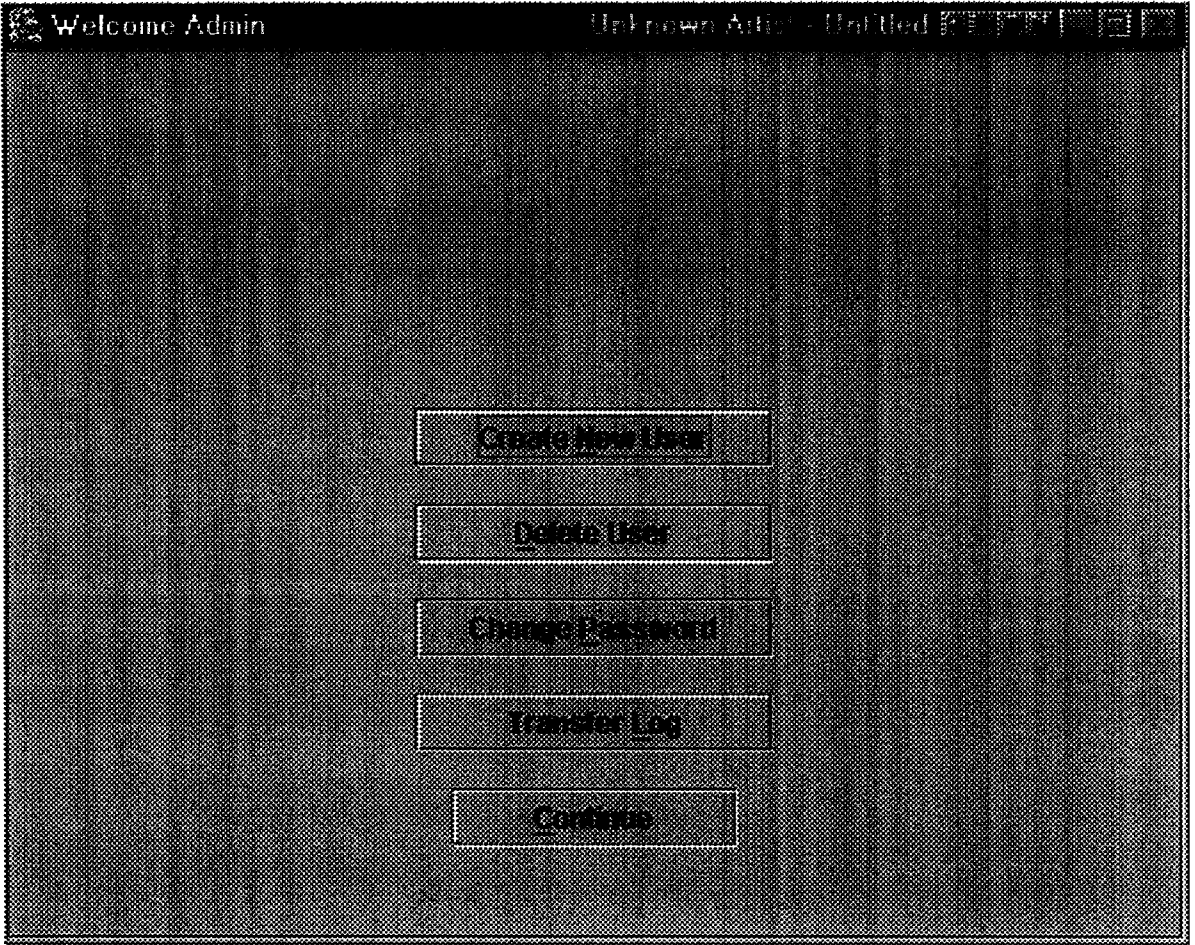 Welcome Admin Unknown Artist - Untitled
Create New User
Delete User
Change Password
Transfer Log
Continue